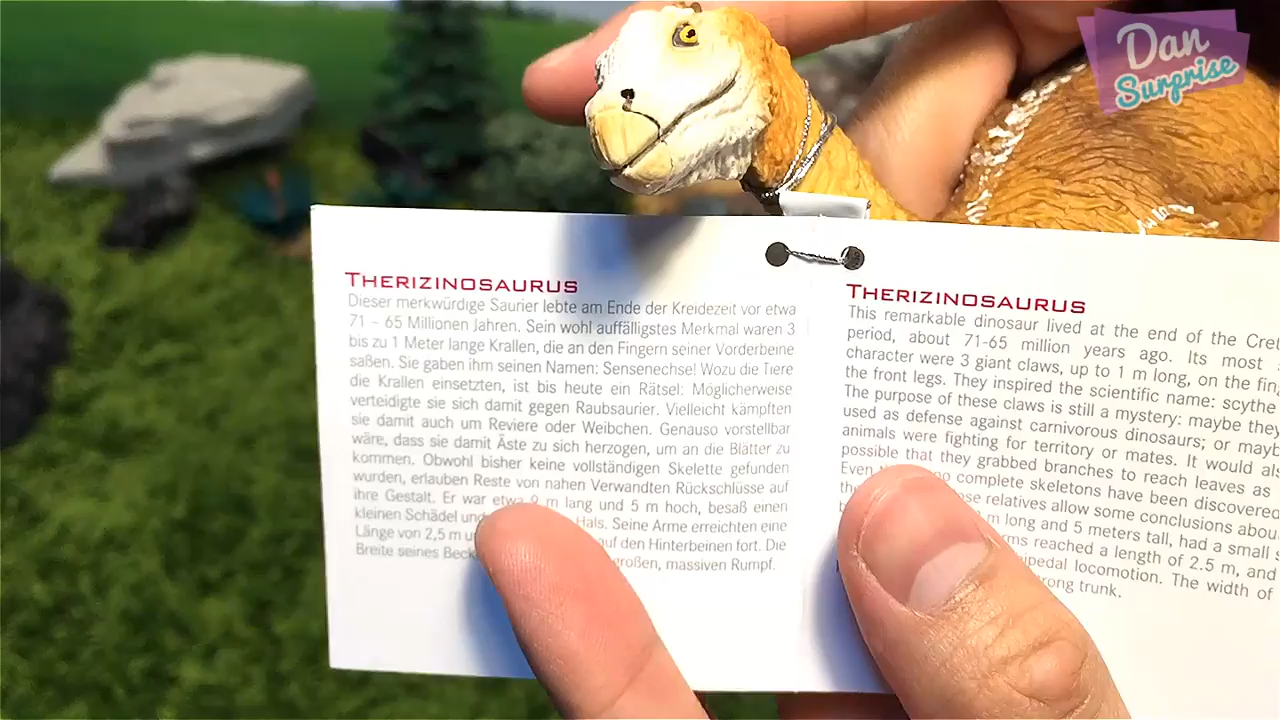 Dan
Surprise
THERIZINOSAURUS
Dieser merkwürdige Saurier lebte am Ende der Kreidezeit vor etwa
71 – 65 Millionen Jahren. Sein wohl auffälligstes Merkmal waren 3
bis zu 1 Meter lange Krallen, die an den Fingern seiner Vorderbeine
saßen. Sie gaben ihm seinen Namen: Sensenechse! Wozu die Tiere
die Krallen einsetzten, ist bis heute ein Rätsel: Möglicherweise
verteidigte sie sich damit gegen Raubsaurier. Vielleicht kämpften
sie damit auch um Reviere oder Weibchen. Genauso vorstellbar
wäre, dass sie damit Äste zu sich herzogen, um an die Blätter zu
kommen. Obwohl bisher keine vollständigen Skelette gefunden
wurden, erlauben Reste von nahen Verwandten Rückschlüsse auf
ihre Gestalt. Er war etwa 9 m lang und 5 m hoch, besaß einen
kleinen Schädel und Hals. Seine Arme erreichten eine
Länge von 2,5 m auf den Hinterbeinen fort. Die
Breite seines großen, massiven Rumpf.
THERIZINOSAURUS
This remarkable dinosaur lived at the end of the
period, about 71-65 million years ago. Its most
character were 3 giant claws, up to 1 m long, on the
the front legs. They inspired the scientific name: scythe
The purpose of these claws is still a mystery: maybe they
used as defense against carnivorous dinosaurs; or
animals were fighting for territory or mates. It would
possible that they grabbed branches to reach leaves as
Even no complete skeletons have been discovered
relatives allow some conclusions
m long and 5 meters tall, had a small
reached a length of 2.5 m, and
locomotion. The width of
trunk.